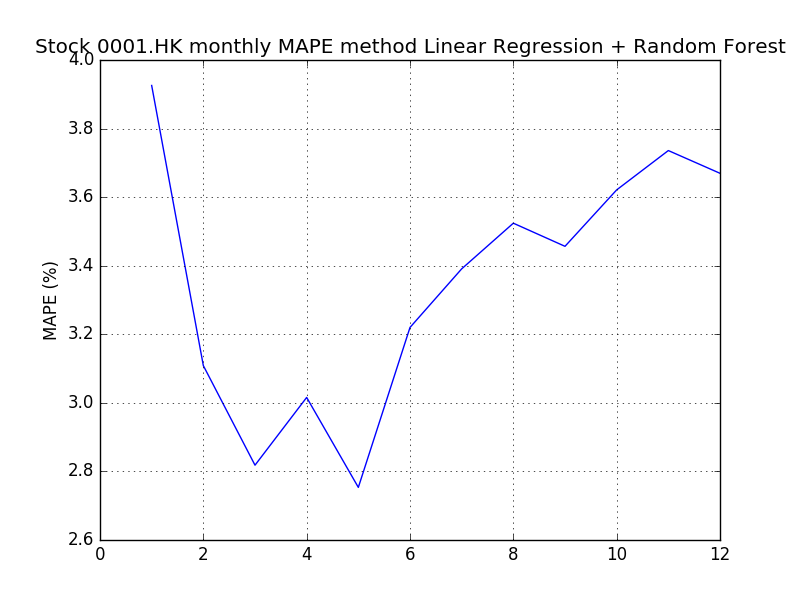 Stock 0001.HK monthly MAPE method Linear Regression + Random Forest
4.0
3.8
3.6
3.4
3.2
3.0
2.8
2.6
MAPE (%)
0 2 4 6 8 10 12